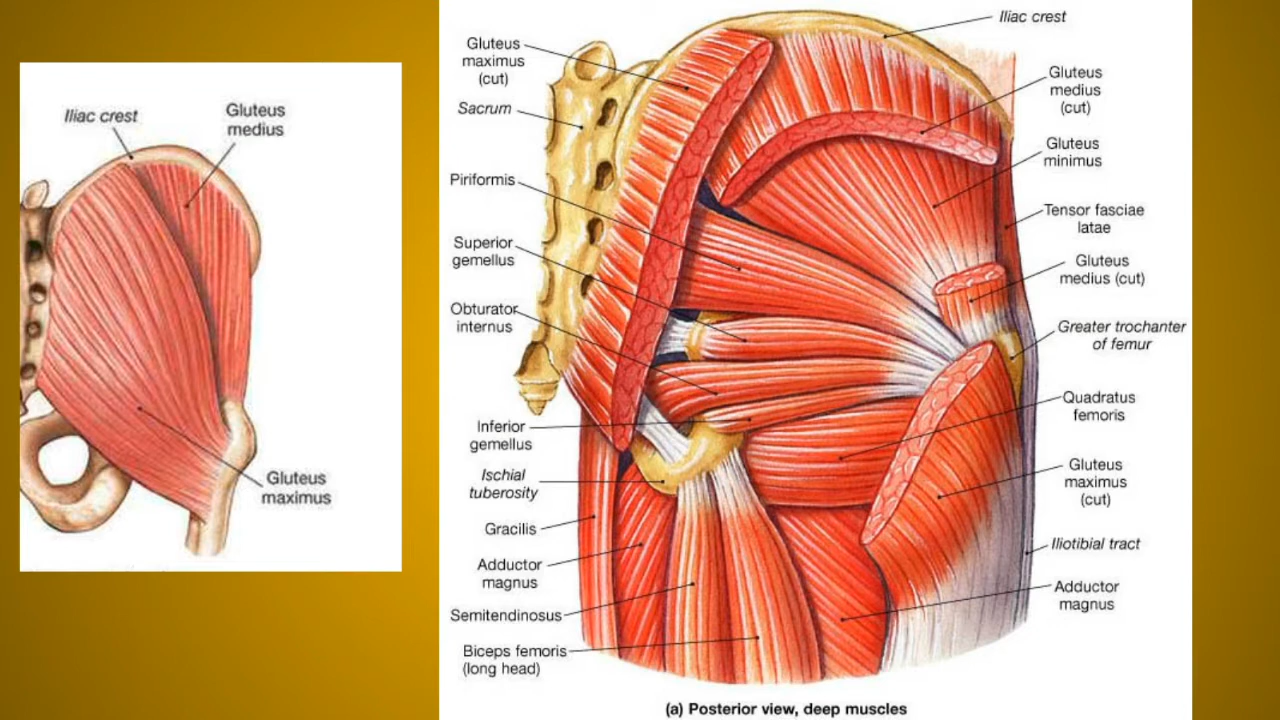 Iliac crest
Gluteus
medius
Gluteus
maximus
Gluteus
maximus
(cut)
Sacrum
Piriformis
Superior
gemellus
Obturator
internus
Inferior
gemellus
Ischial
tuberosity
Gracilis
Adductor
magnus
Semitendinosus
Biceps femoris
(long head)
Iliac crest
Gluteus
medius
(cut)
Gluteus
minimus
Tensor fasciae
latae
Gluteus
medius (cut)
Greater trochanter
of femur
Quadratus
femoris
Gluteus
maximus
(cut)
Iliotibial tract
Adductor
magnus
(a) Posterior view, deep muscles